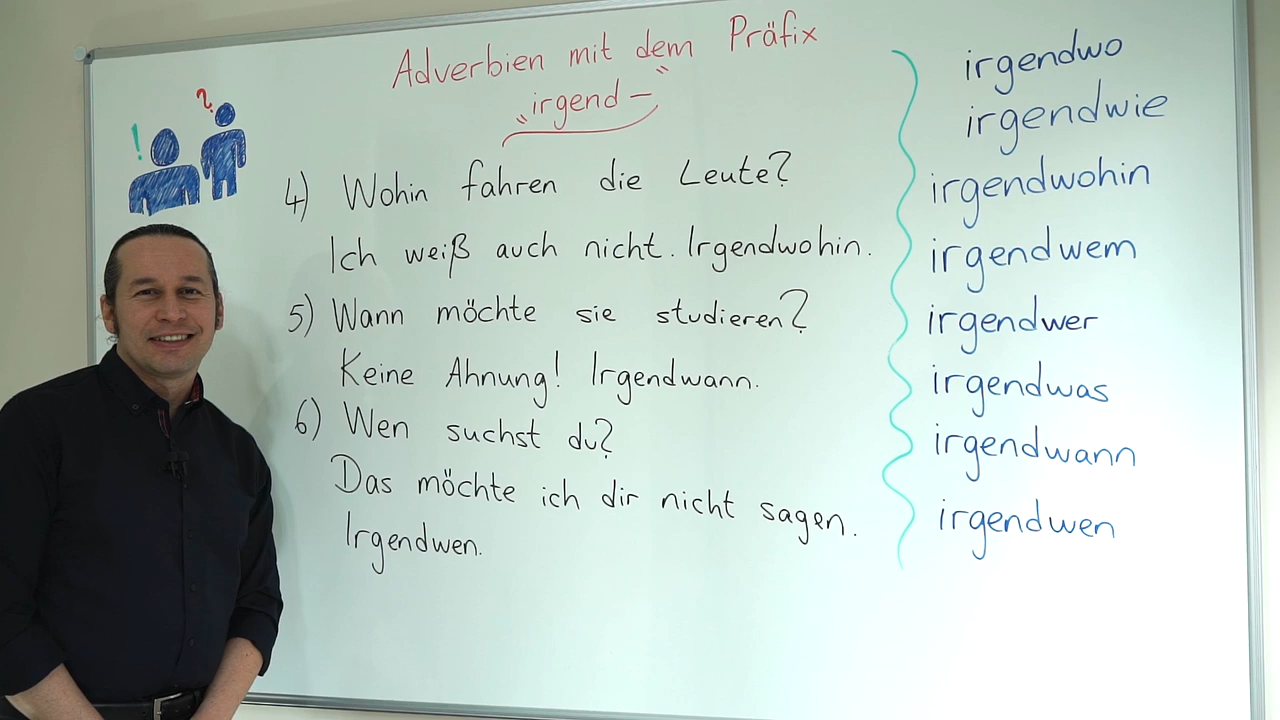 Adverbien mit dem Präfix
„irgend-"
4) Wohin fahren die Leute?
Ich weiß auch nicht. Irgendwohin.
5) Wann möchte sie studieren?
Keine Ahnung! Irgendwann.
6) Wen suchst du?
Das möchte ich dir nicht sagen.
Irgendwen.
irgendwo
irgendwie
irgendwohin
irgendwem
irgendwer
irgendwas
irgendwann
irgendwen
! ?